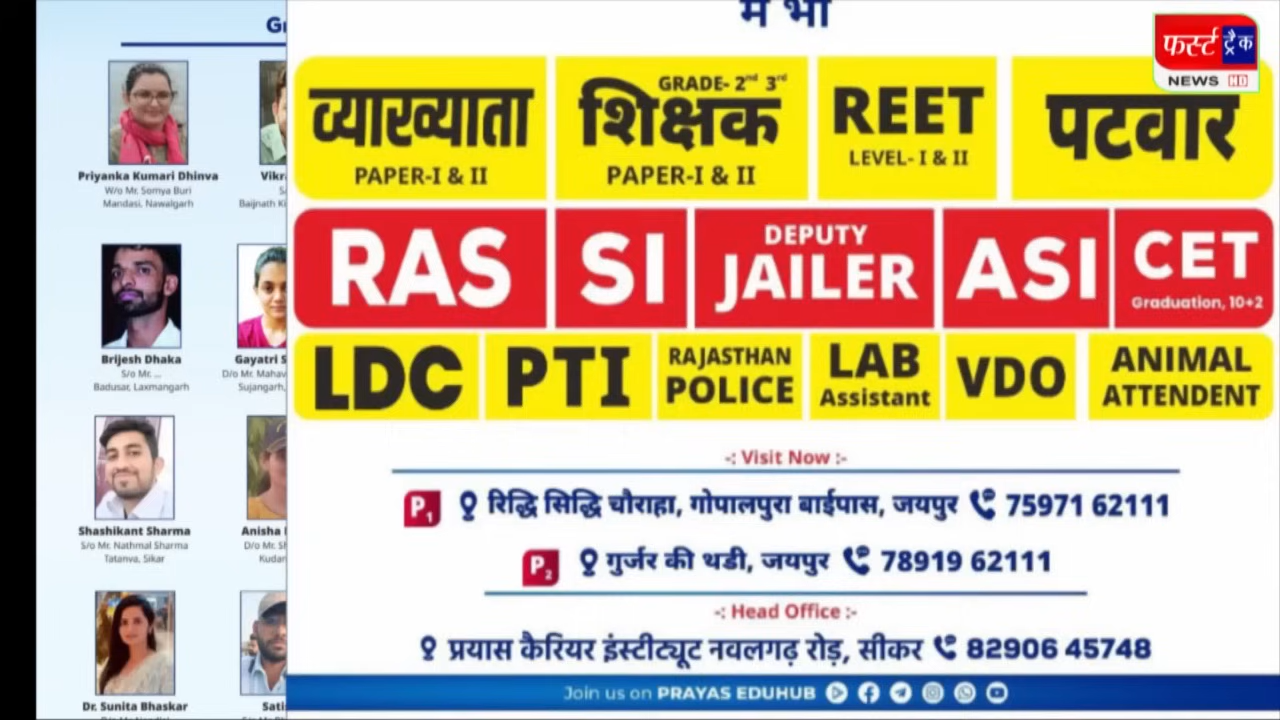 में भी
फर्स्ट ट्रैक
NEWS HD
Priyanka Kumari Dhinva
W/o Mr. Somya Buri
Mandasi, Nawalgarh
Brijesh Dhaka
S/o Mr. ...
Badusar, Laxmangarh
Gayatri
Shashikant Sharma
S/o Mr. Nathmal Sharma
Tatanva, Sikar
Anisha
Dr. Sunita Bhaskar
व्याख्याता
PAPER-I & II
GRADE- 2nd 3rd
शिक्षक
PAPER-I & II
REET
LEVEL- I & II
पटवार
RAS
SI
DEPUTY
JAILER
ASI
CET
Graduation, 10+2
LDC
PTI
RAJASTHAN
POLICE
LAB
Assistant
VDO
ANIMAL
ATTENDENT
-: Visit Now :-
P1 रिद्धि सिद्धि चौराहा, गोपालपुरा बाईपास, जयपुर 75971 62111
P2 गुर्जर की थडी, जयपुर 78919 62111
-: Head Office :-
प्रयास कैरियर इंस्टीट्यूट नवलगढ़ रोड़, सीकर 82906 45748
Join us on PRAYAS EDUHUB